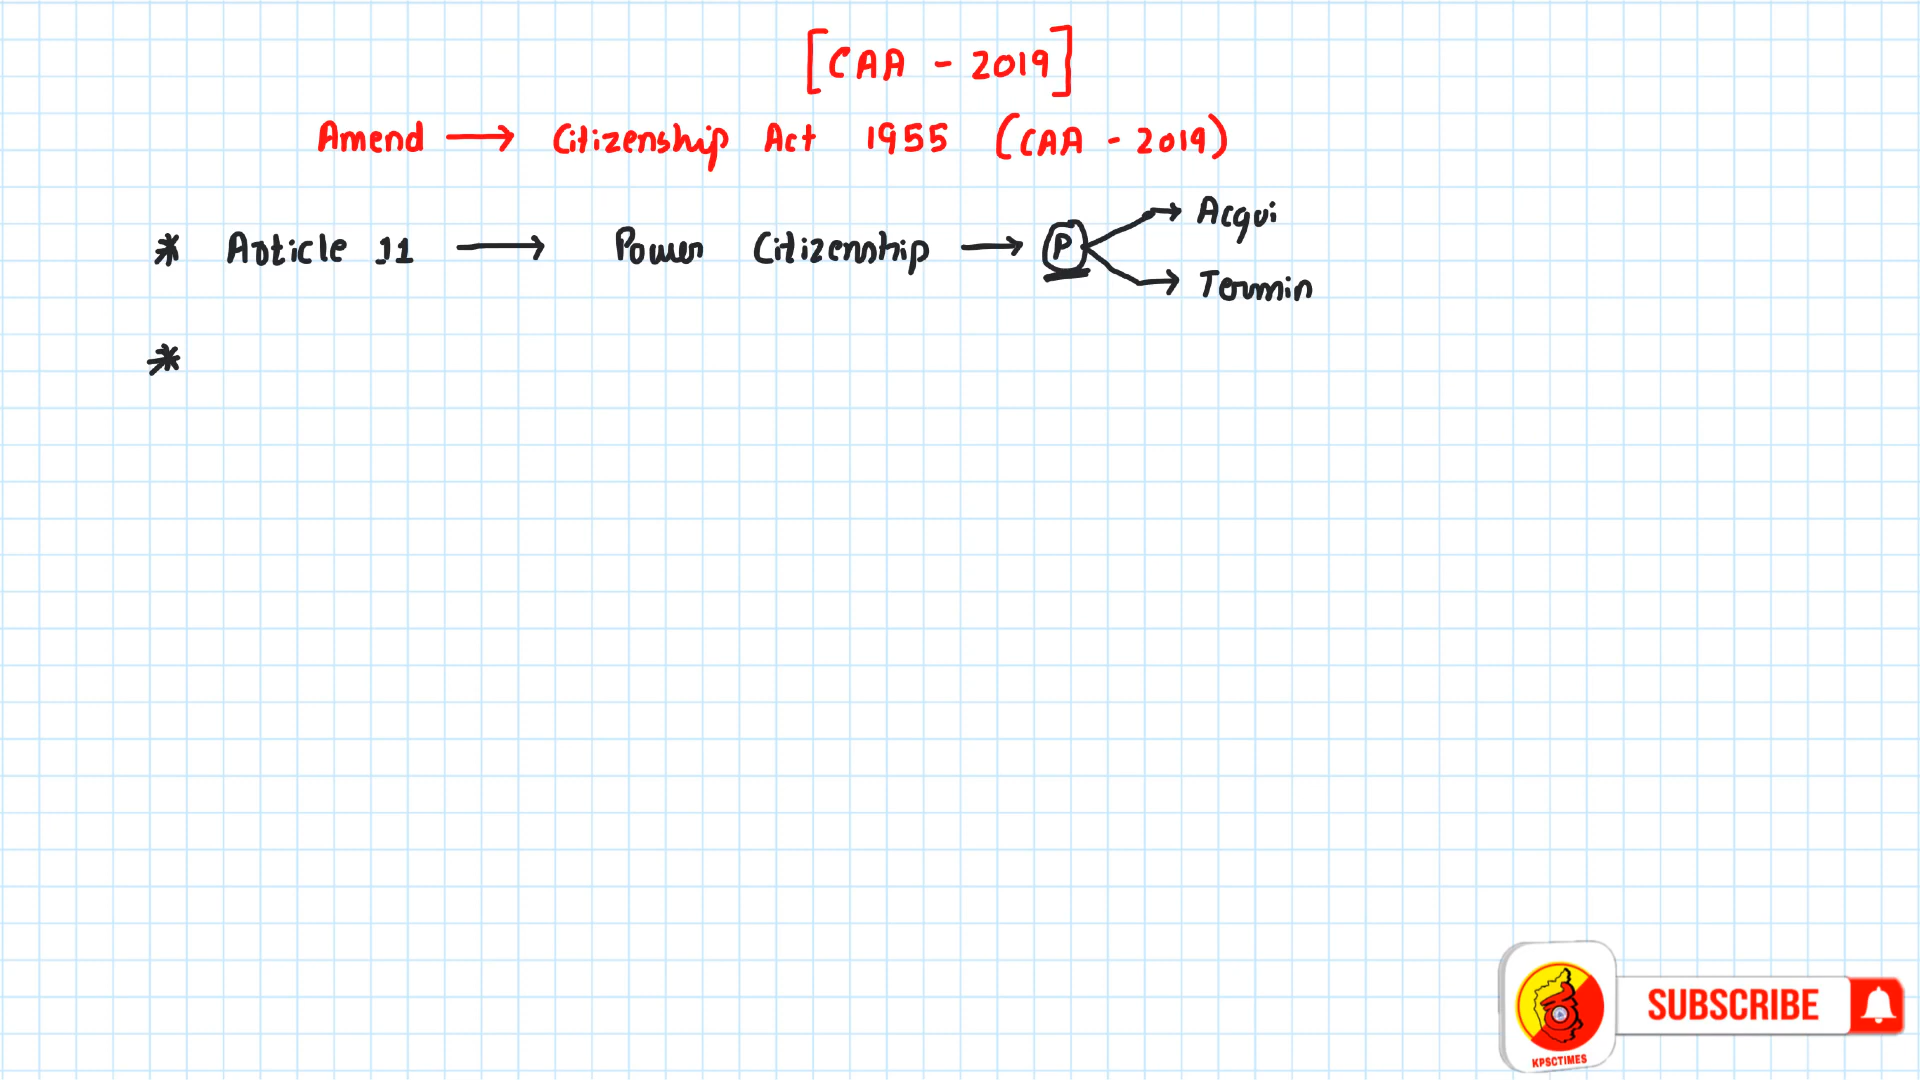 [CAA - 2019]
Amend → Citizenship Act 1955 (CAA - 2019)
* Article 11 → Power Citizenship → P → Acqui
→ Termin
*
SUBSCRIBE
KPSCTIMES